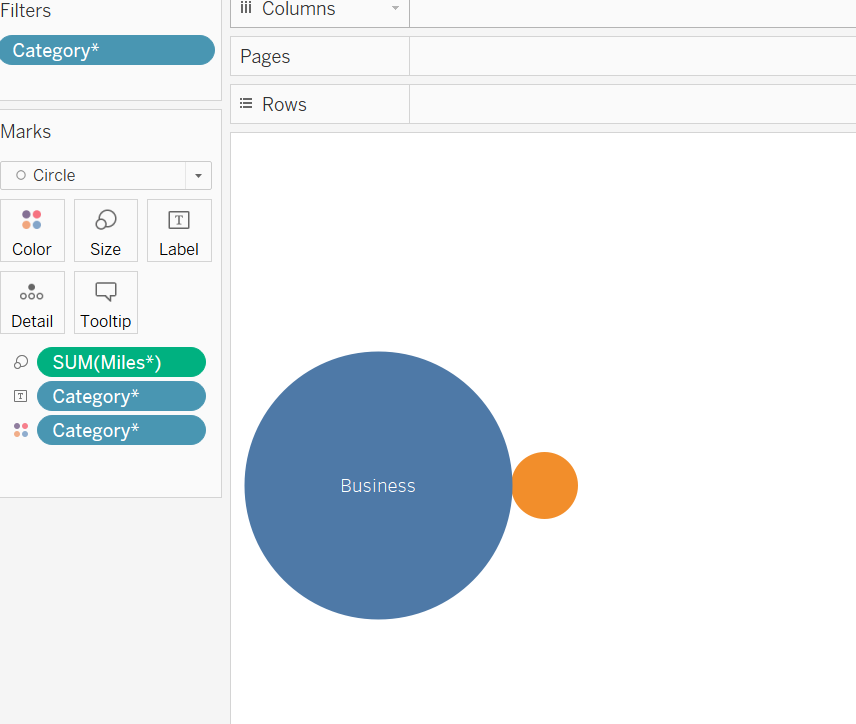 Filters
Category*
Marks
Circle
Color
Size
T
Label
Detail
Tooltip
SUM(Miles*)
T
Category*
Category*
Columns
Pages
Rows
Business